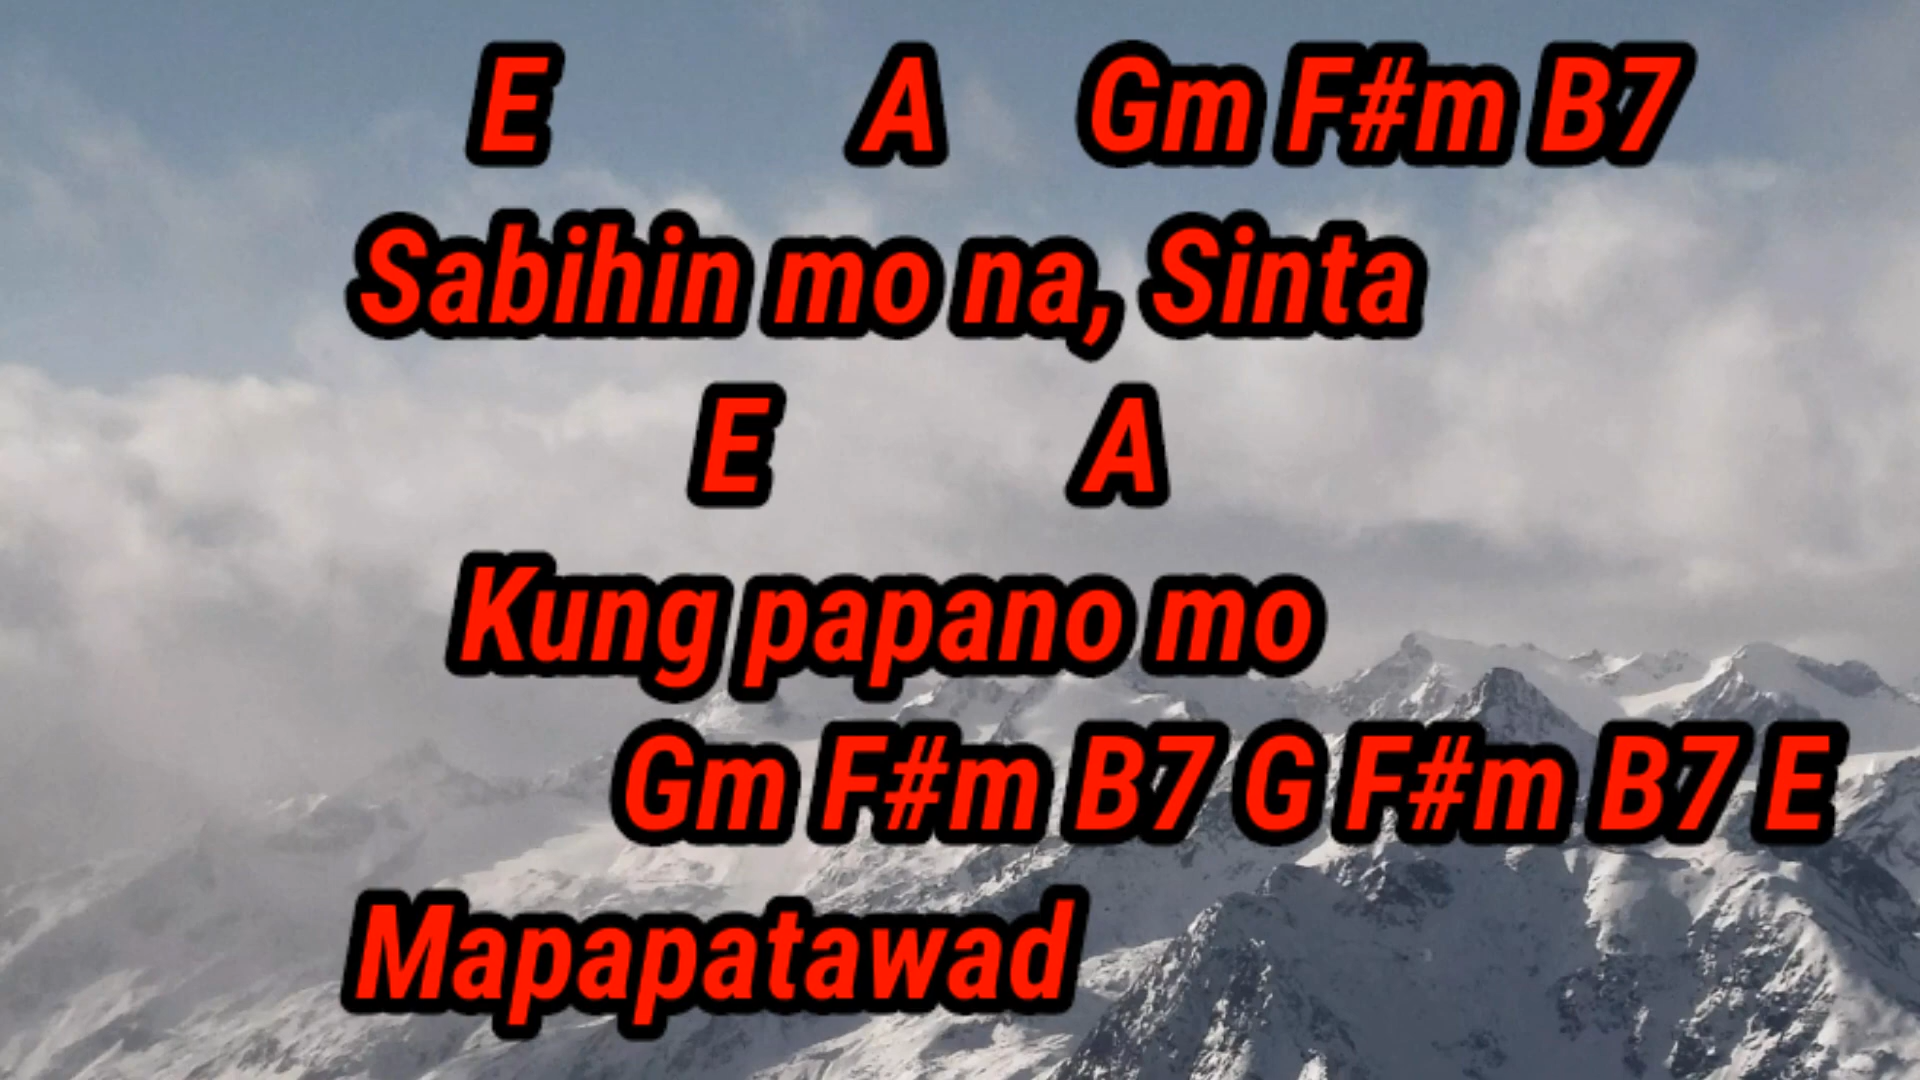 E A Gm F#m B7
Sabihin mo na, Sinta
E A
Kung papano mo
Gm F#m B7 G F#m B7 E
Mapapatawad